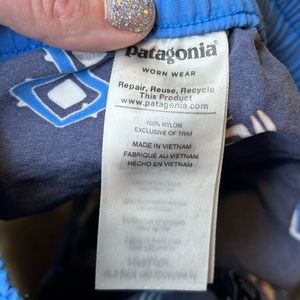 patagonia
WORN WEAR
Repair, Reuse, Recycle
This Product
www.patagonia.com
100% NYLON
EXCLUSIVE OF TRIM
MADE IN VIETNAM
FABRIQUÉ AU VIETNAM
HECHO EN VIETNAM